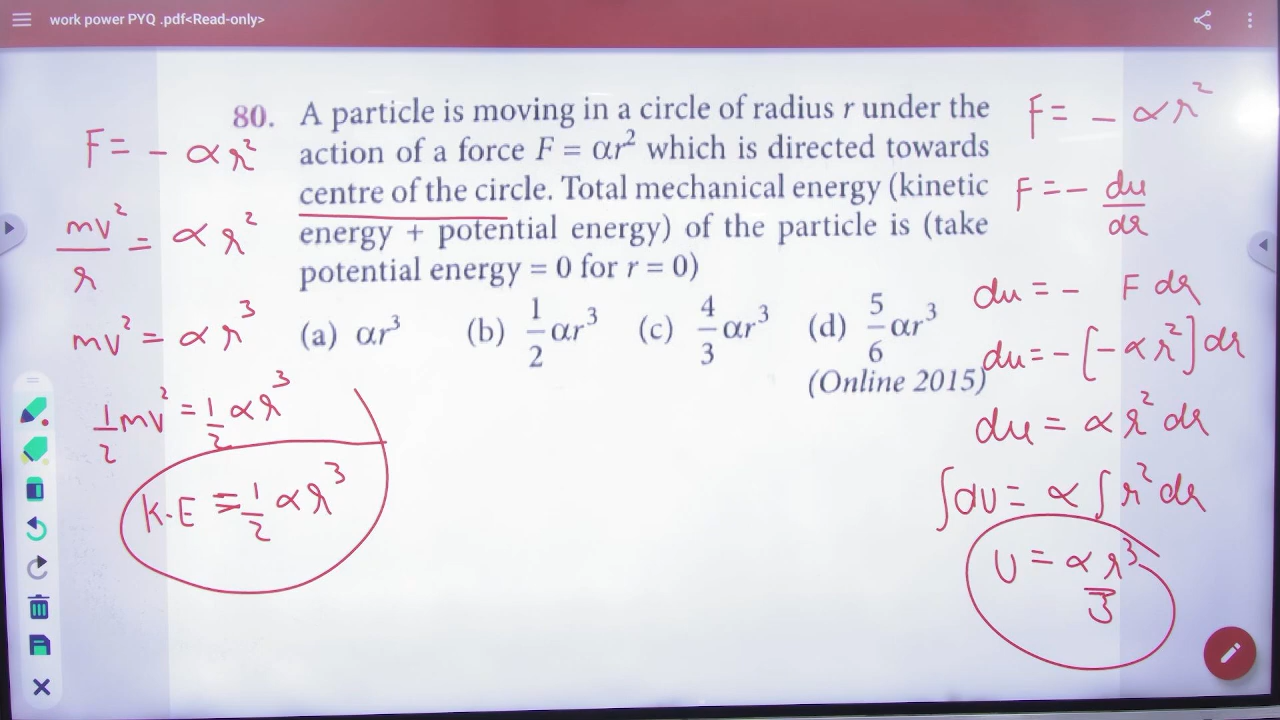 work power PYQ .pdf<Read-only>
80. A particle is moving in a circle of radius r under the
action of a force F = αr² which is directed towards
centre of the circle. Total mechanical energy (kinetic
energy + potential energy) of the particle is (take
potential energy = 0 for r = 0)
(a) αr³ (b) 1/2 αr³ (c) 4/3 αr³ (d) 5/6 αr³
(Online 2015)
F = - αr²
mv²/r = αr²
mv² = αr³
1/2 mv² = 1/2 αr³
K.E = 1/2 αr³
F = - αr²
F = - du/dr
du = - F dr
du = - [- αr²] dr
du = αr² dr
∫dU = α ∫r² dr
U = αr³/3